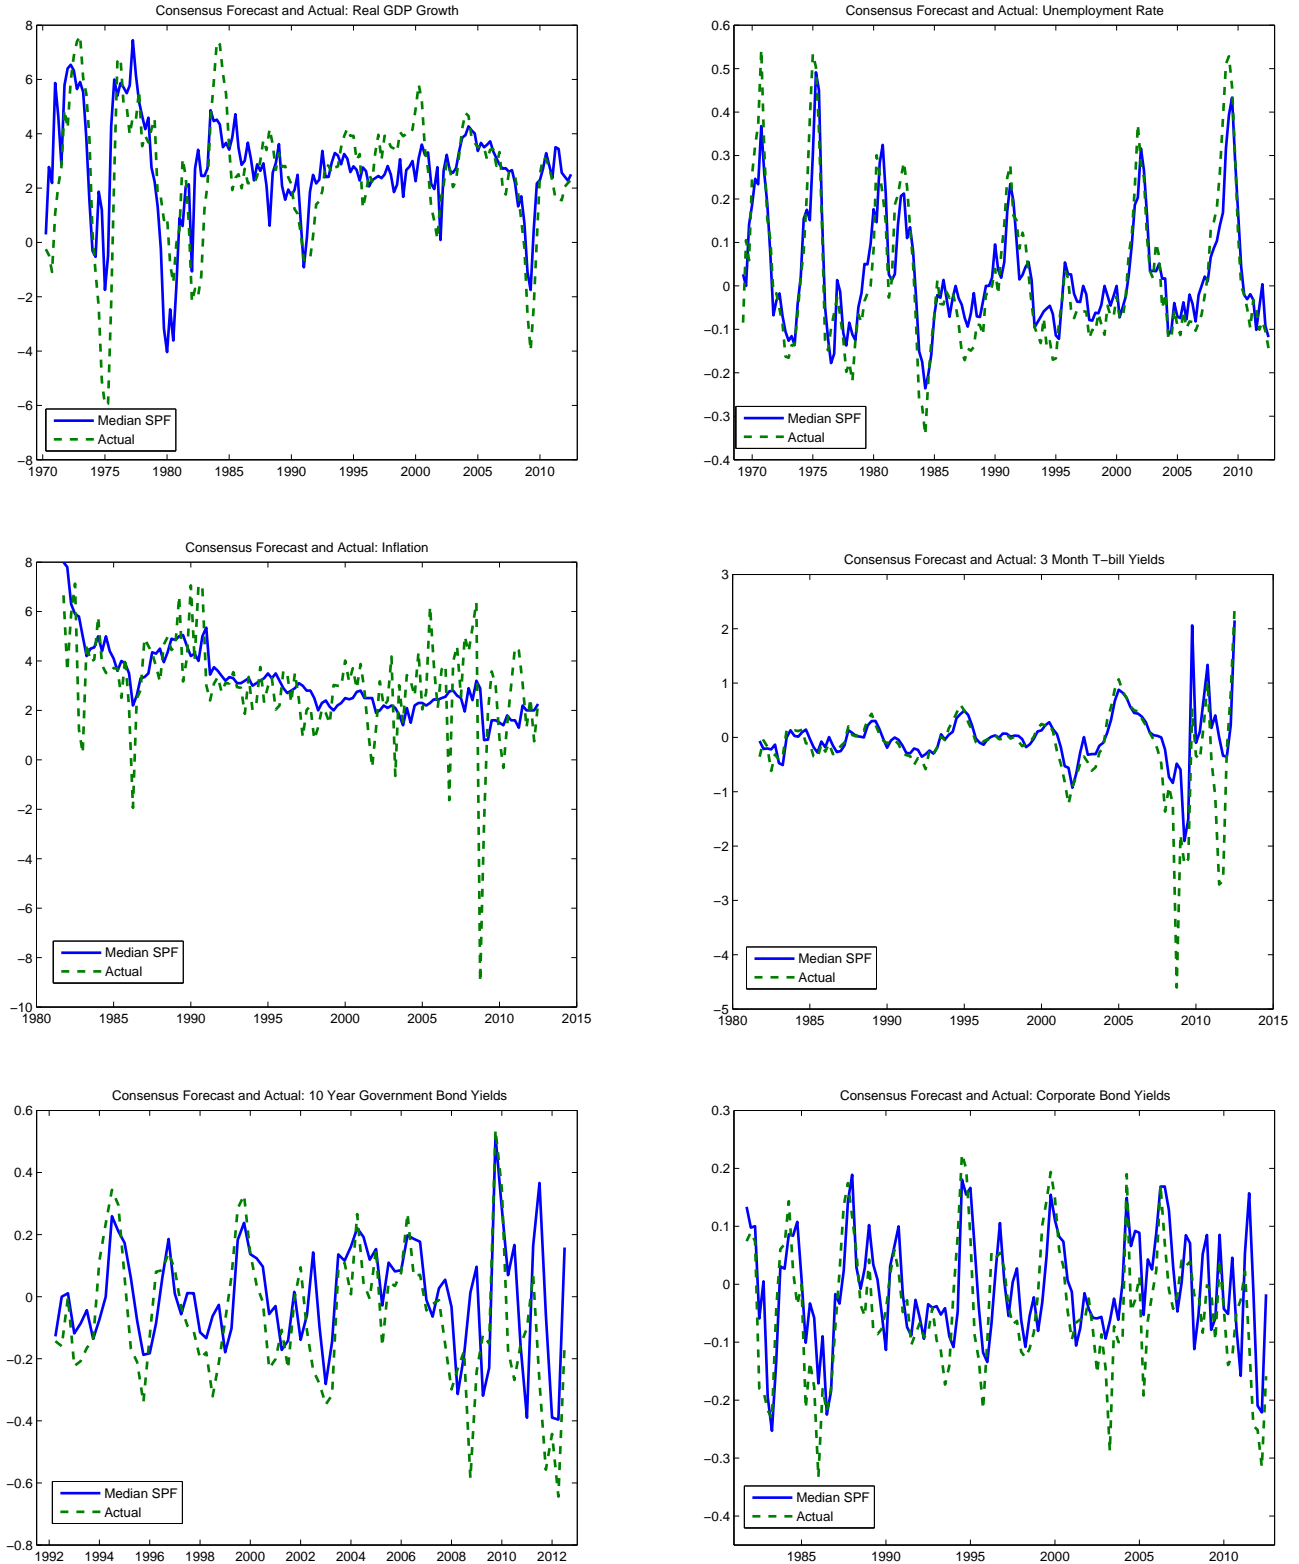 Consensus Forecast and Actual: Real GDP Growth
8
6
4
2
0
−2
−4
−6
−8
Median SPF
Actual
1970 1975 1980 1985 1990 1995 2000 2005 2010
Consensus Forecast and Actual: Unemployment Rate
0.6
0.5
0.4
0.3
0.2
0.1
0
−0.1
−0.2
−0.3
−0.4
Median SPF
Actual
1970 1975 1980 1985 1990 1995 2000 2005 2010
Consensus Forecast and Actual: Inflation
8
6
4
2
0
−2
−4
−6
−8
−10
Median SPF
Actual
1980 1985 1990 1995 2000 2005 2010 2015
Consensus Forecast and Actual: 3 Month T−bill Yields
3
2
1
0
−1
−2
−3
−4
−5
Median SPF
Actual
1980 1985 1990 1995 2000 2005 2010 2015
Consensus Forecast and Actual: 10 Year Government Bond Yields
0.6
0.4
0.2
0
−0.2
−0.4
−0.6
−0.8
Median SPF
Actual
1992 1994 1996 1998 2000 2002 2004 2006 2008 2010 2012
Consensus Forecast and Actual: Corporate Bond Yields
0.3
0.2
0.1
0
−0.1
−0.2
−0.3
−0.4
Median SPF
Actual
1985 1990 1995 2000 2005 2010